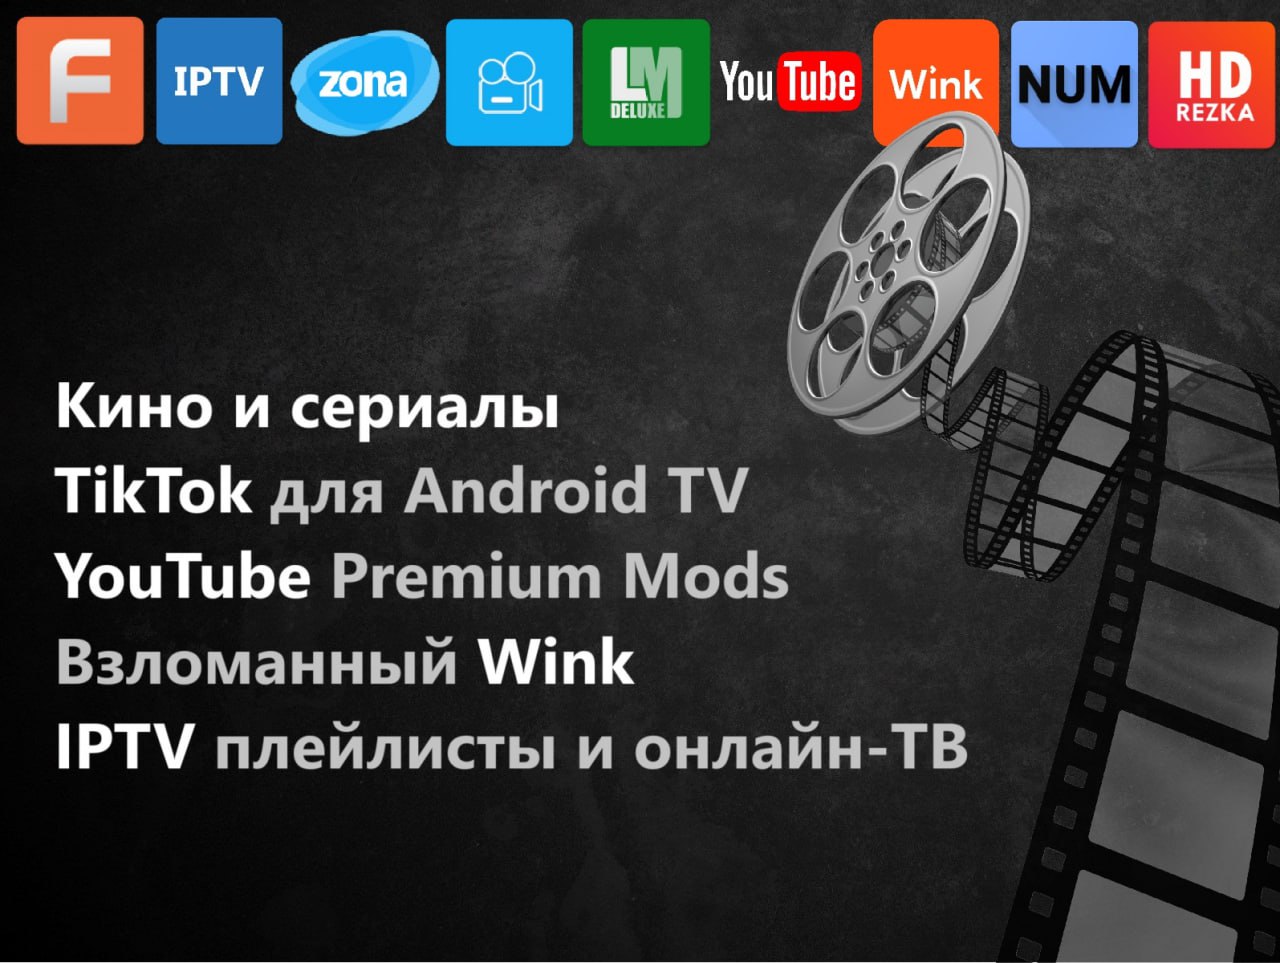 F IPTV zona LM DELUXE YouTube Wink NUM HD REZKA
Кино и сериалы
TikTok для Android TV
YouTube Premium Mods
Взломанный Wink
IPTV плейлисты и онлайн-ТВ